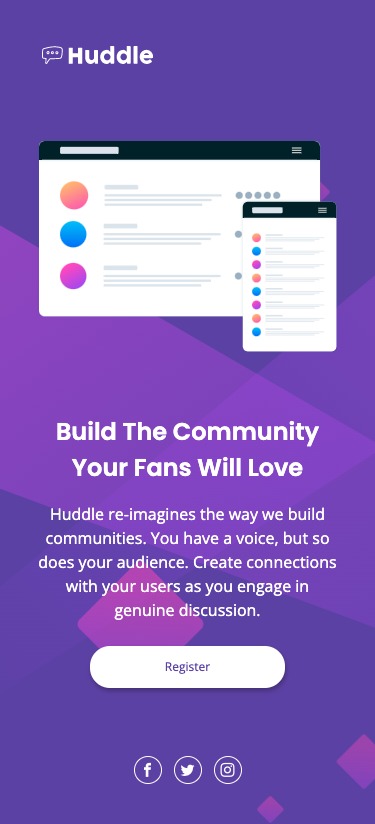 Huddle
Build The Community
Your Fans Will Love
Huddle re-imagines the way we build
communities. You have a voice, but so
does your audience. Create connections
with your users as you engage in
genuine discussion.
Register